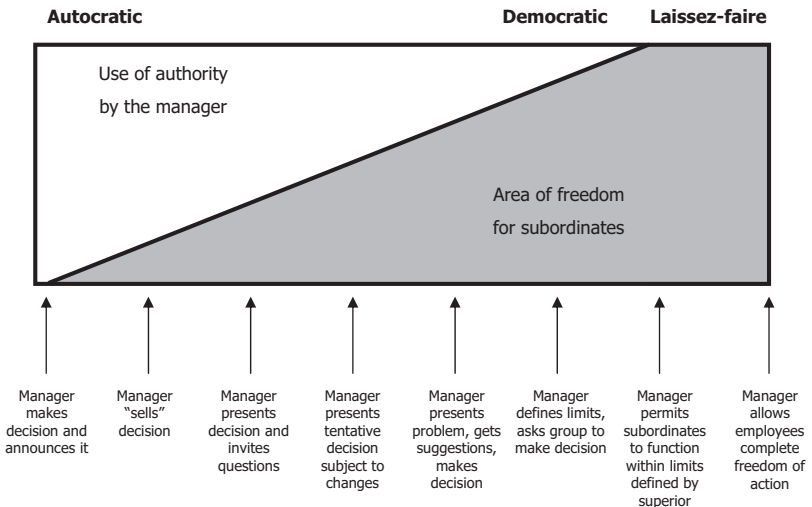 Autocratic
Democratic
Laissez-faire
Use of authority
by the manager
Area of freedom
for subordinates
Manager
makes
decision and
announces it
Manager
“sells”
decision
Manager
presents
decision and
invites
questions
Manager
presents
tentative
decision
subject to
changes
Manager
presents
problem, gets
suggestions,
makes
decision
Manager
defines limits,
asks group to
make decision
Manager
permits
subordinates
to function
within limits
defined by
superior
Manager
allows
employees
complete
freedom of
action